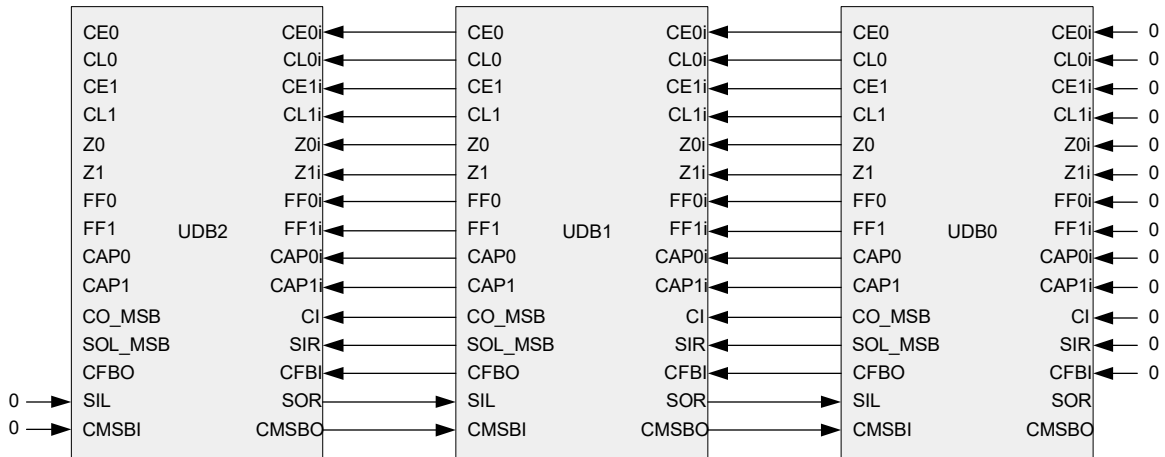 CE0 CE0i CE0 CE0i CE0 CE0i 0
CL0 CL0i CL0 CL0i CL0 CL0i 0
CE1 CE1i CE1 CE1i CE1 CE1i 0
CL1 CL1i CL1 CL1i CL1 CL1i 0
Z0 Z0i Z0 Z0i Z0 Z0i 0
Z1 Z1i Z1 Z1i Z1 Z1i 0
FF0 FF0i FF0 FF0i FF0 FF0i 0
FF1 UDB2 FF1i FF1 UDB1 FF1i FF1 UDB0 FF1i 0
CAP0 CAP0i CAP0 CAP0i CAP0 CAP0i 0
CAP1 CAP1i CAP1 CAP1i CAP1 CAP1i 0
CO_MSB CI CO_MSB CI CO_MSB CI 0
SOL_MSB SIR SOL_MSB SIR SOL_MSB SIR 0
CFBO CFBI CFBO CFBI CFBO CFBI 0
0 SIL SOR SIL SOR SIL SOR
0 CMSBI CMSBO CMSBI CMSBO CMSBI CMSBO